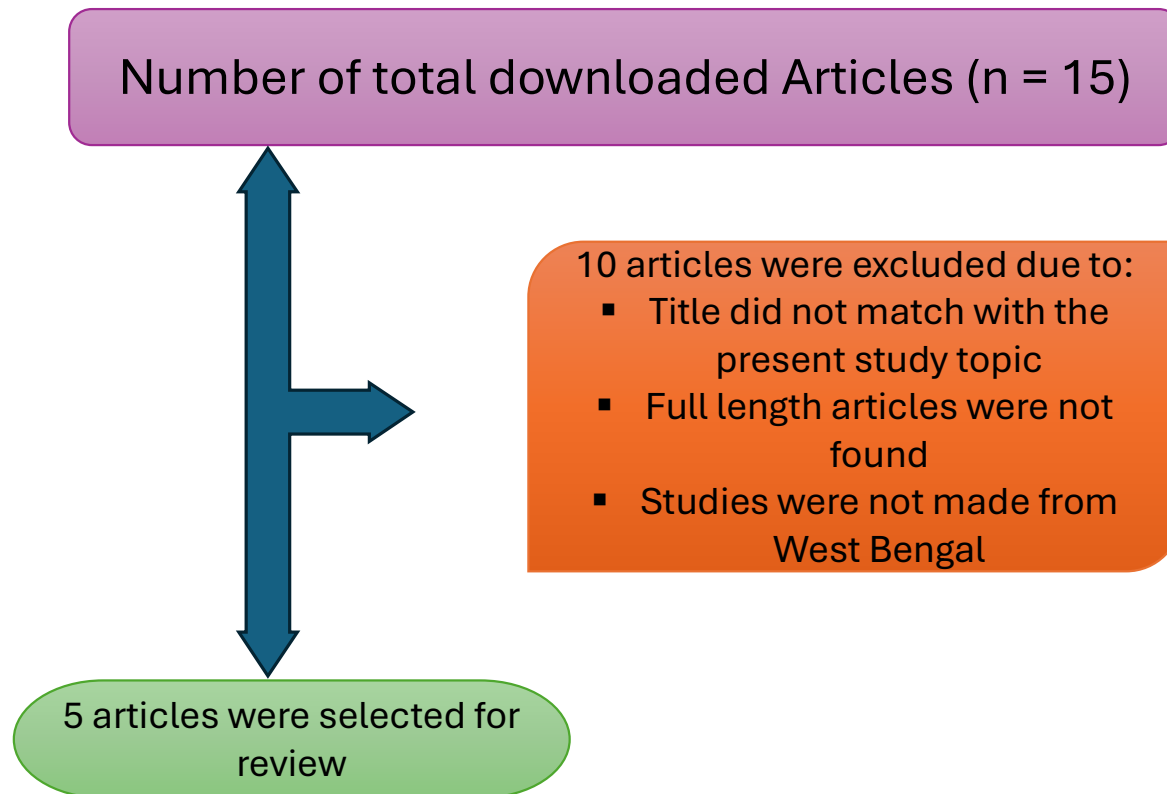 Number of total downloaded Articles (n = 15)
10 articles were excluded due to:
▪ Title did not match with the
present study topic
▪ Full length articles were not
found
▪ Studies were not made from
West Bengal
5 articles were selected for
review